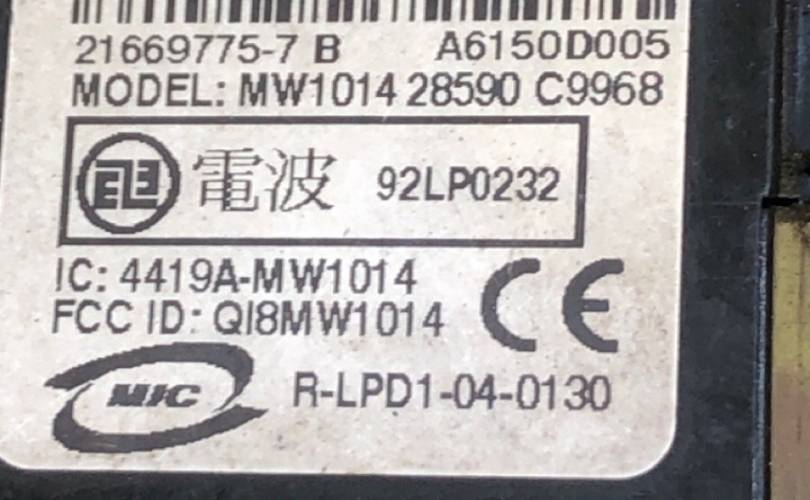 21669775-7 B A6150D005
MODEL: MW1014 28590 C9968
電波 92LP0232
IC: 4419A-MW1014
FCC ID: QI8MW1014
CE
MIC R-LPD1-04-0130